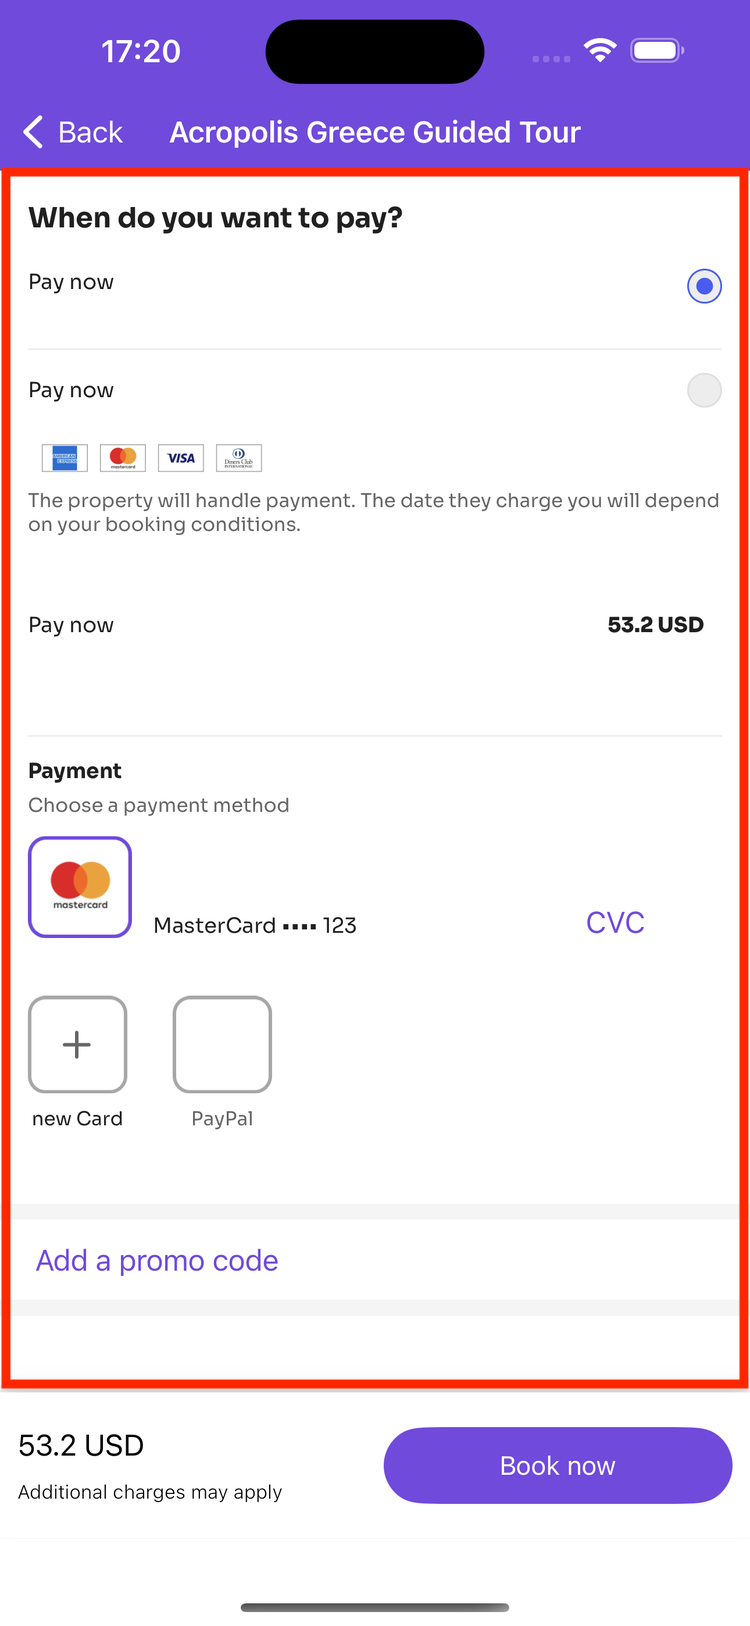 17:20
Back
Acropolis Greece Guided Tour
When do you want to pay?
Pay now
Pay now
AMERICAN EXPRESS
mastercard
VISA
Diners Club
INTERNATIONAL
The property will handle payment. The date they charge you will depend
on your booking conditions.
Pay now 53.2 USD
Payment
Choose a payment method
mastercard
MasterCard •••• 123 CVC
new Card PayPal
Add a promo code
53.2 USD
Additional charges may apply
Book now